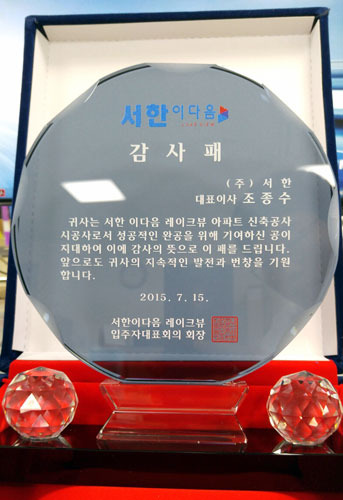 서한이다음
감 사 패
(주) 서 한
대표이사 조 종 수
귀사는 서한 이다음 레이크뷰 아파트 신축공사
시공사로서 성공적인 완공을 위해 기여하신 공이
지대하여 이에 감사의 뜻으로 이 패를 드립니다.
앞으로도 귀사의 지속적인 발전과 번창을 기원
합니다.
2015. 7. 15.
서한이다음 레이크뷰
입주자대표회의 회장